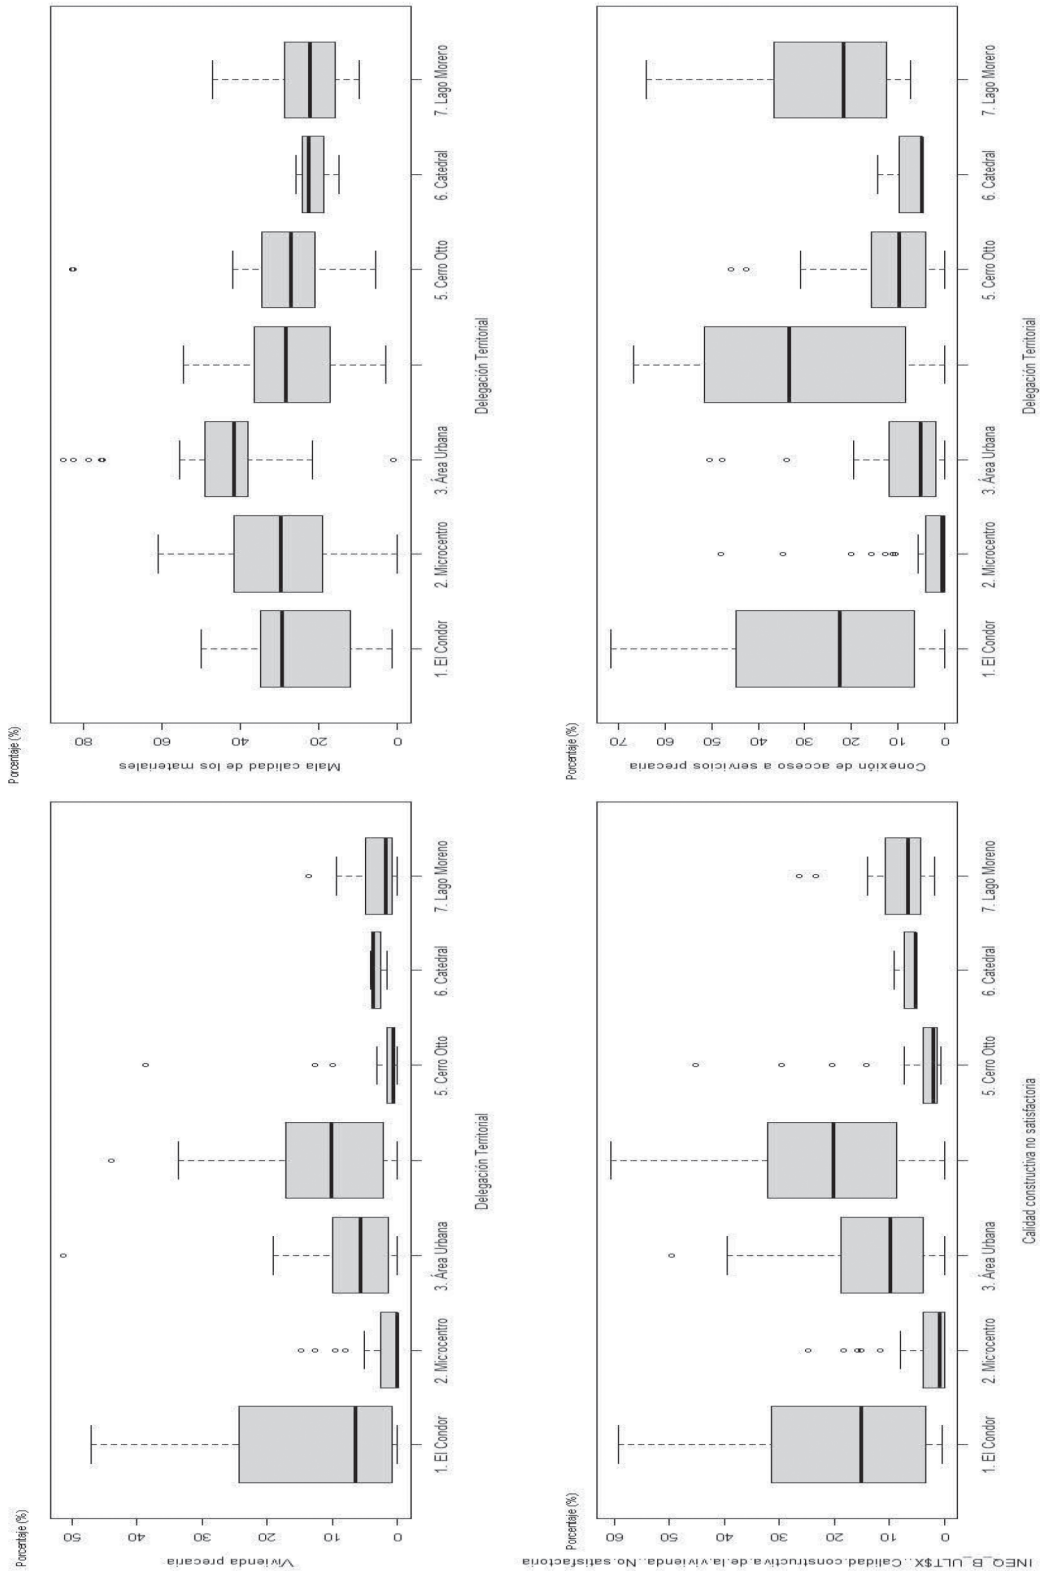 Porcentaje (%)
Vivienda precaria
50
40
30
20
10
0
1. El Condor
2. Microcentro
3. Área Urbana
5. Cerro Otto
6. Catedral
7. Lago Moreno
Delegación Territorial
Porcentaje (%)
Mala calidad de los materiales
80
60
40
20
0
1. El Condor
2. Microcentro
3. Área Urbana
5. Cerro Otto
6. Catedral
7. Lago Morero
Delegación Territorial
Porcentaje (%)
INEQ_B_ULT$X..Calidad.constructiva.de.la.vivienda..No.satisfactoria
60
50
40
30
20
10
0
1. El Condor
2. Microcentro
3. Área Urbana
5. Cerro Otto
6. Catedral
7. Lago Moreno
Calidad constructiva no satisfactoria
Porcentaje (%)
Conexión de acceso a servicios precaria
70
60
50
40
30
20
10
0
1. El Condor
2. Microcentro
3. Área Urbana
5. Cerro Otto
6. Catedral
7. Lago Morero
Delegación Territorial